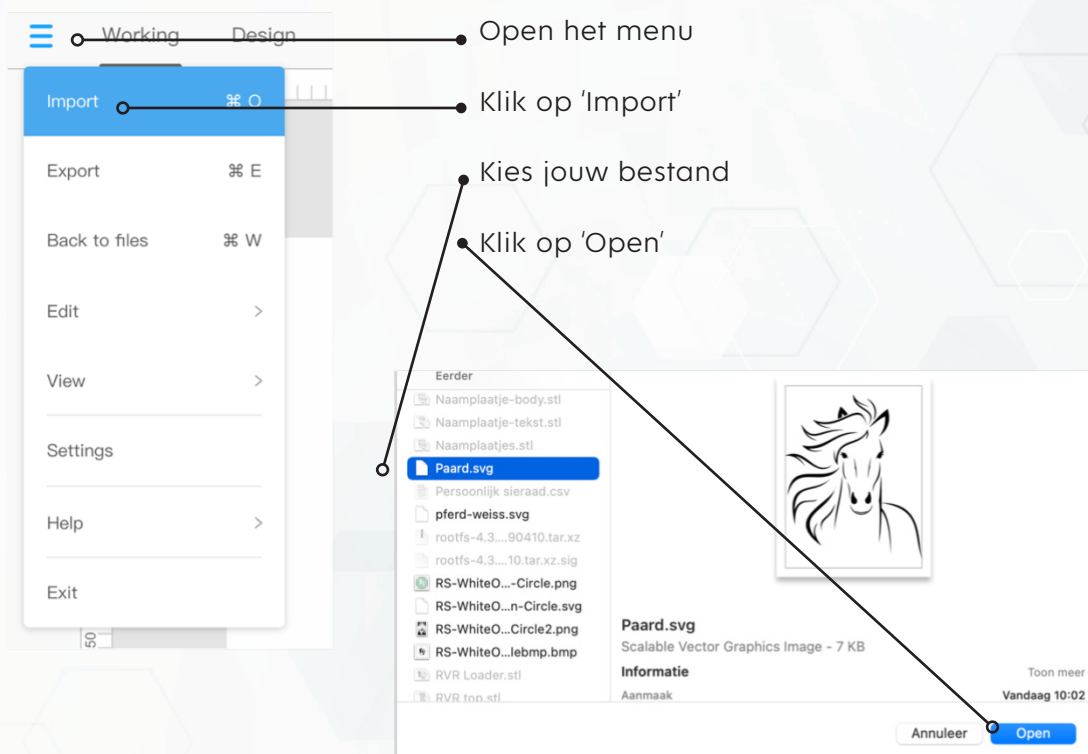 Working Design
Import ⌘ O
Export ⌘ E
Back to files ⌘ W
Edit >
View >
Settings
Help >
Exit
50
Open het menu
Klik op 'Import'
Kies jouw bestand
Klik op 'Open'
Eerder
Naamplaatje-body.stl
Naamplaatje-tekst.stl
Naamplaatjes.stl
Paard.svg
Persoonlijk sieraad.csv
pferd-weiss.svg
rootfs-4.3....90410.tar.xz
rootfs-4.3....10.tar.xz.sig
RS-WhiteO...-Circle.png
RS-WhiteO...n-Circle.svg
RS-WhiteO...Circle2.png
RS-WhiteO...lebmp.bmp
RVR Loader.stl
RVR top.stl
Paard.svg
Scalable Vector Graphics Image - 7 KB
Informatie Toon meer
Aanmaak Vandaag 10:02
Annuleer Open